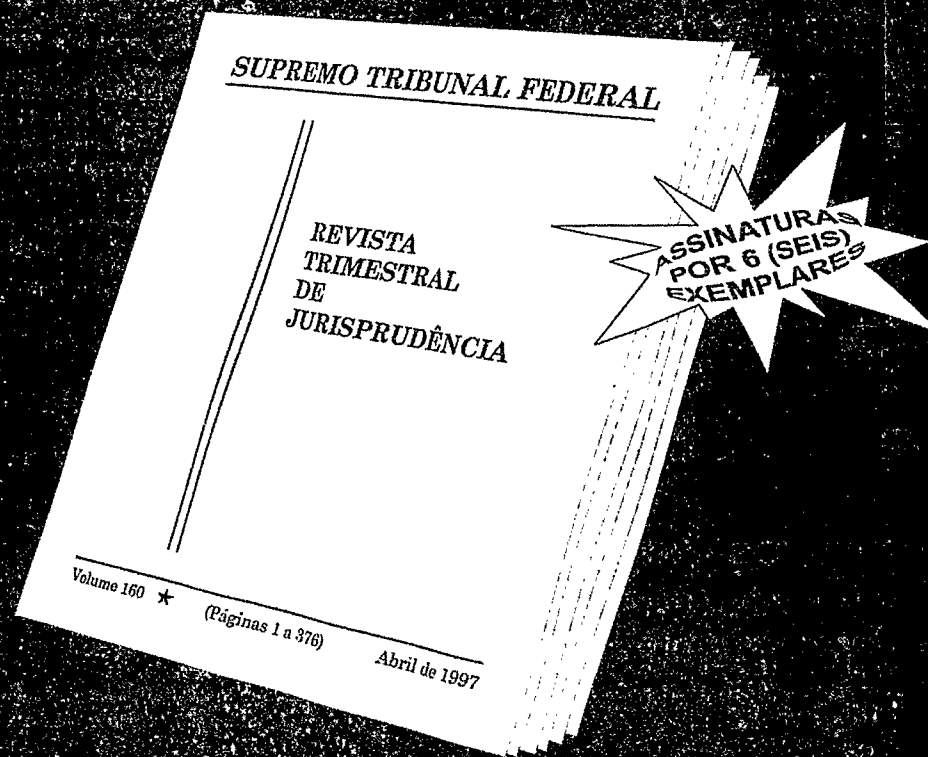 SUPREMO TRIBUNAL FEDERAL
REVISTA
TRIMESTRAL
DE
JURISPRUDÊNCIA
ASSINATURAS
POR 6 (SEIS)
EXEMPLARES
Volume 160 ★ (Páginas 1 a 376) Abril de 1997